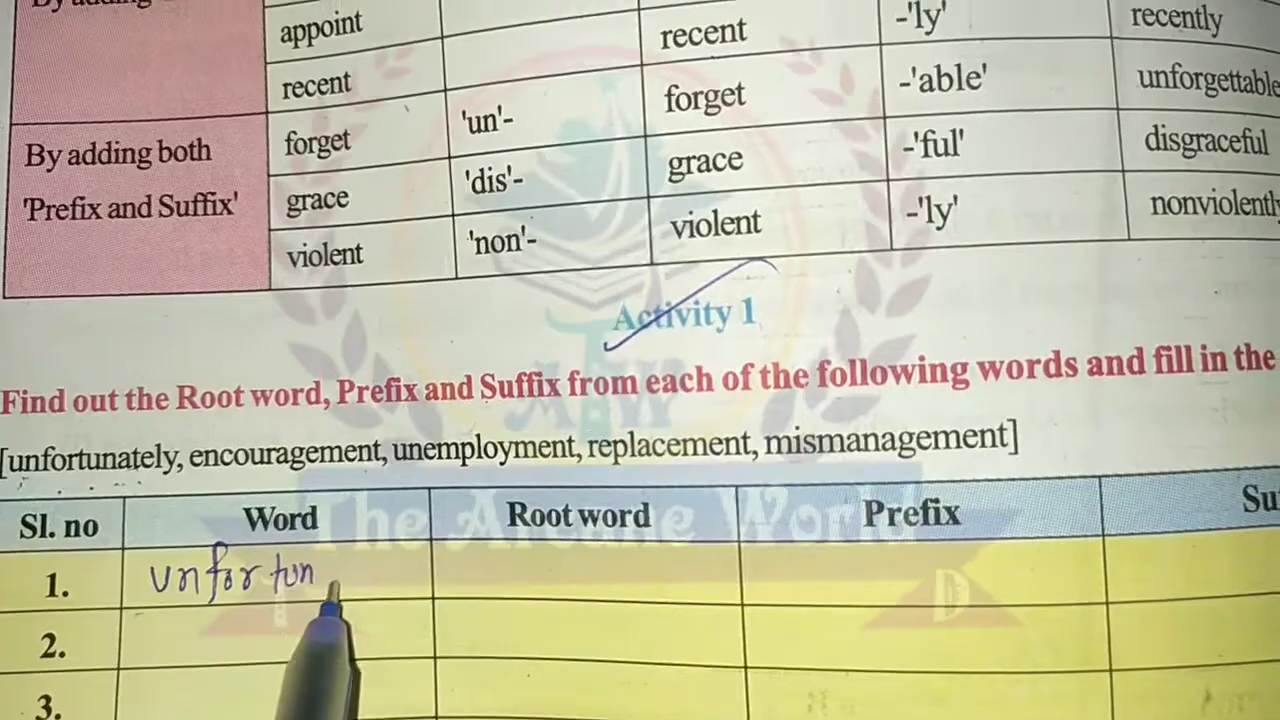 appoint recent -'ly' recently
recent forget -'able' unforgettable
By adding both 'Prefix and Suffix' forget 'un'- grace -'ful' disgraceful
grace 'dis'- violent -'ly'
violent 'non'-
Activity 1
Find out the Root word, Prefix and Suffix from each of the following words and fill in the
[unfortunately, encouragement, unemployment, replacement, mismanagement]
Sl. no Word Root word Prefix
1. unfortun
2.
3.
The Arcane World